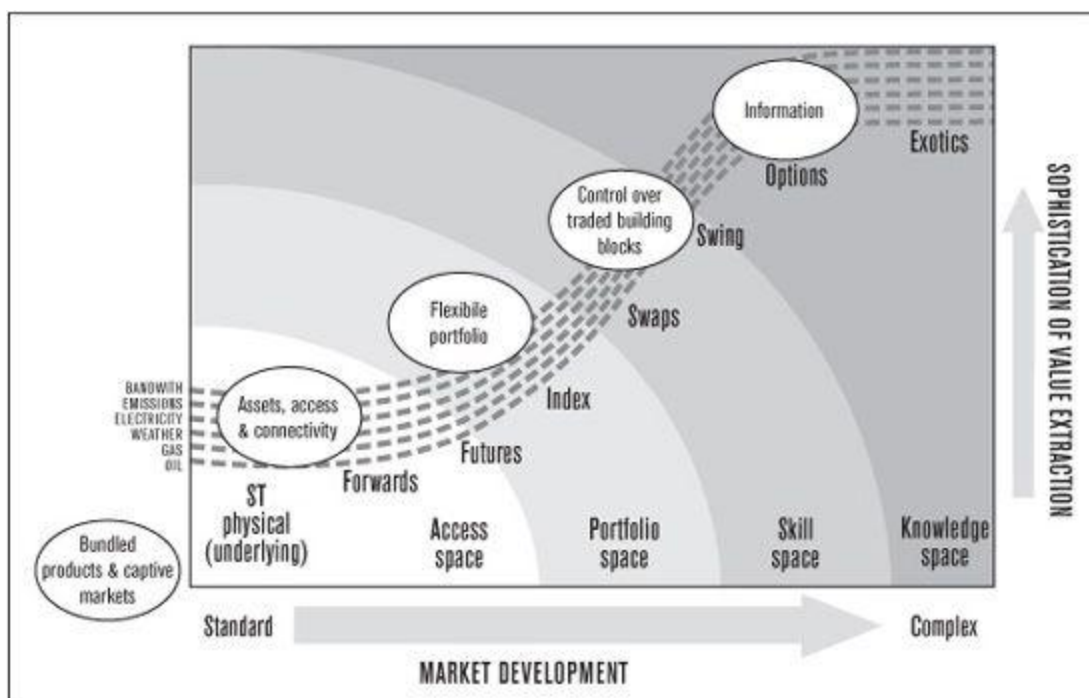 Information
Exotics
Options
Control over
traded building
blocks
Swing
Flexibile
portfolio
Swaps
BANDWITH
EMISSIONS
ELECTRICITY
WEATHER
GAS
OIL
Assets, access
& connectivity
Index
Futures
Forwards
ST
physical
(underlying)
Access
space
Portfolio
space
Skill
space
Knowledge
space
Bundled
products & captive
markets
Standard
Complex
MARKET DEVELOPMENT
SOPHISTICATION OF VALUE EXTRACTION